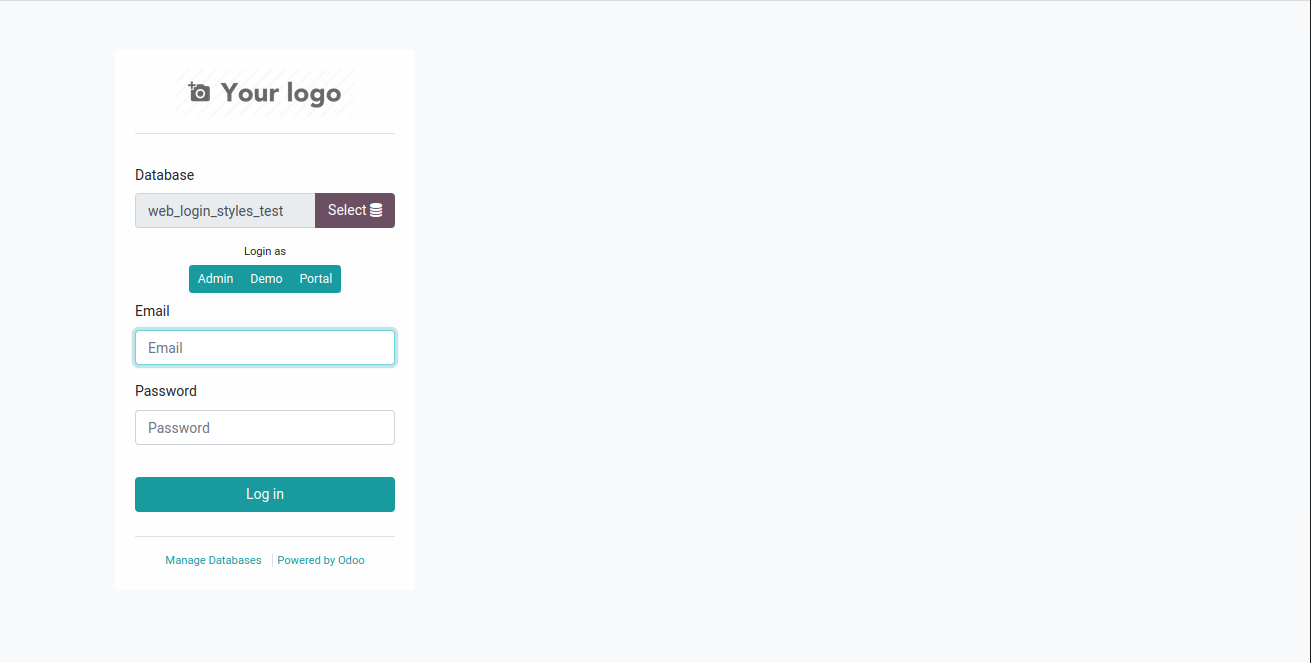 Your logo
Database
web_login_styles_test Select
Login as
Admin Demo Portal
Email
Email
Password
Password
Log in
Manage Databases Powered by Odoo